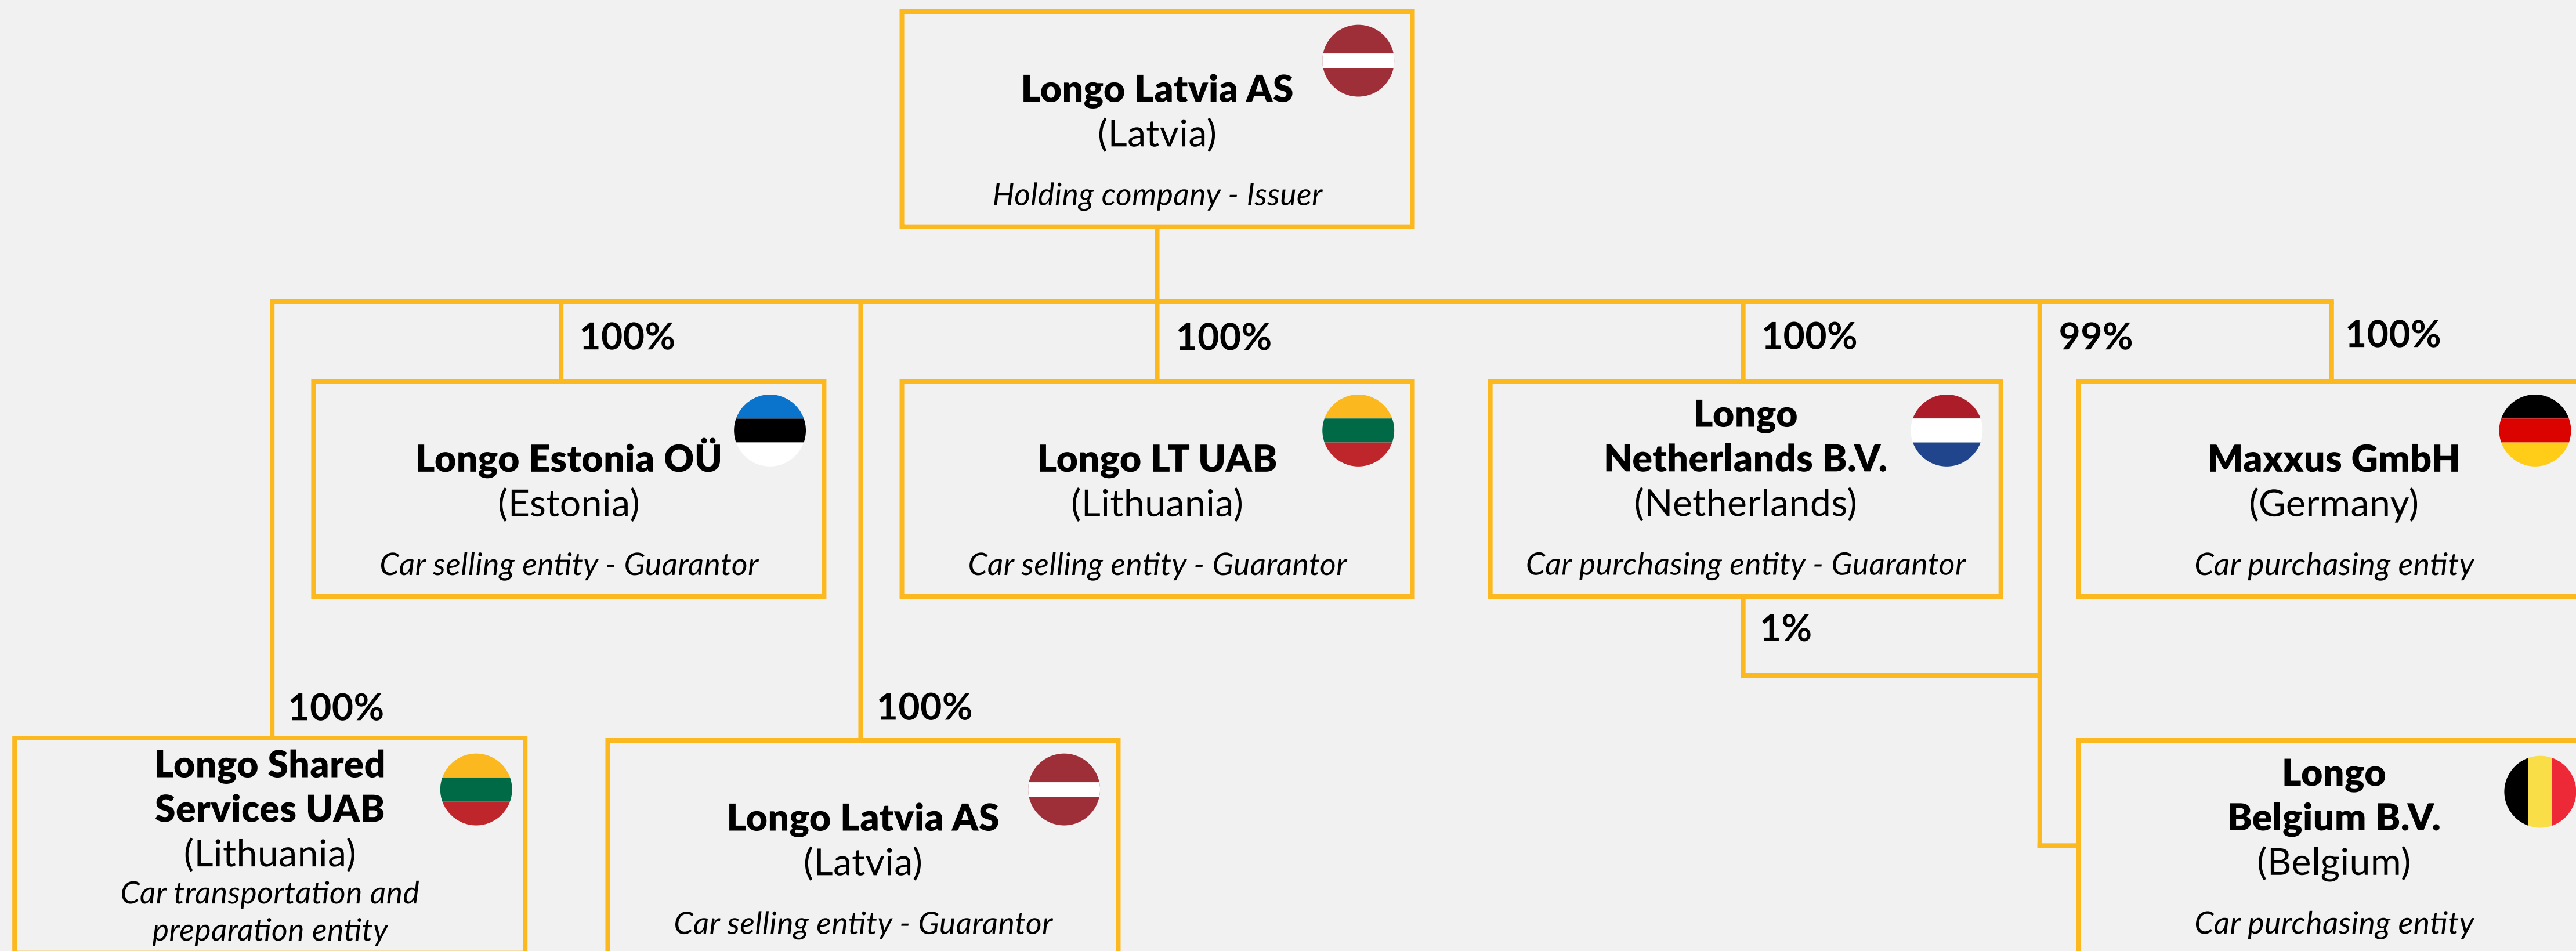 Longo Latvia AS
(Latvia)
Holding company - Issuer
100%
100%
100%
99%
100%
Longo Estonia OÜ
(Estonia)
Car selling entity - Guarantor
Longo LT UAB
(Lithuania)
Car selling entity - Guarantor
Longo
Netherlands B.V.
(Netherlands)
Car purchasing entity - Guarantor
Maxxus GmbH
(Germany)
Car purchasing entity
1%
100%
100%
Longo Shared
Services UAB
(Lithuania)
Car transportation and
preparation entity
Longo Latvia AS
(Latvia)
Car selling entity - Guarantor
Longo
Belgium B.V.
(Belgium)
Car purchasing entity